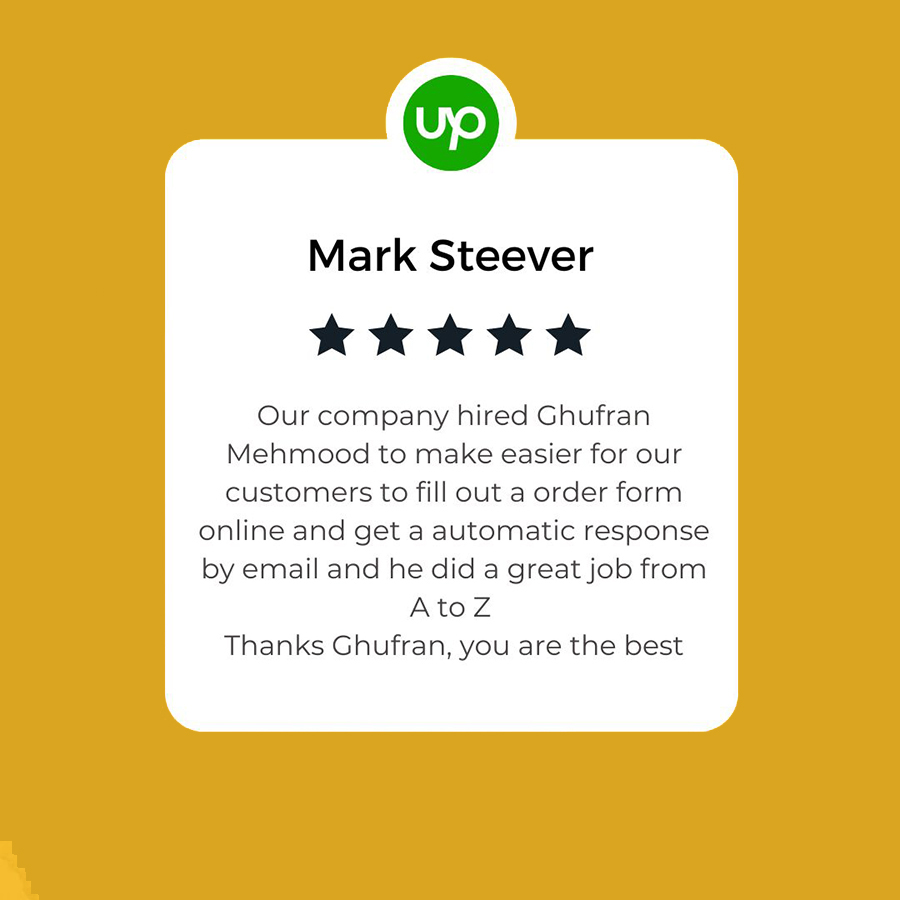 up
Mark Steever
Our company hired Ghufran
Mehmood to make easier for our
customers to fill out a order form
online and get a automatic response
by email and he did a great job from
A to Z
Thanks Ghufran, you are the best